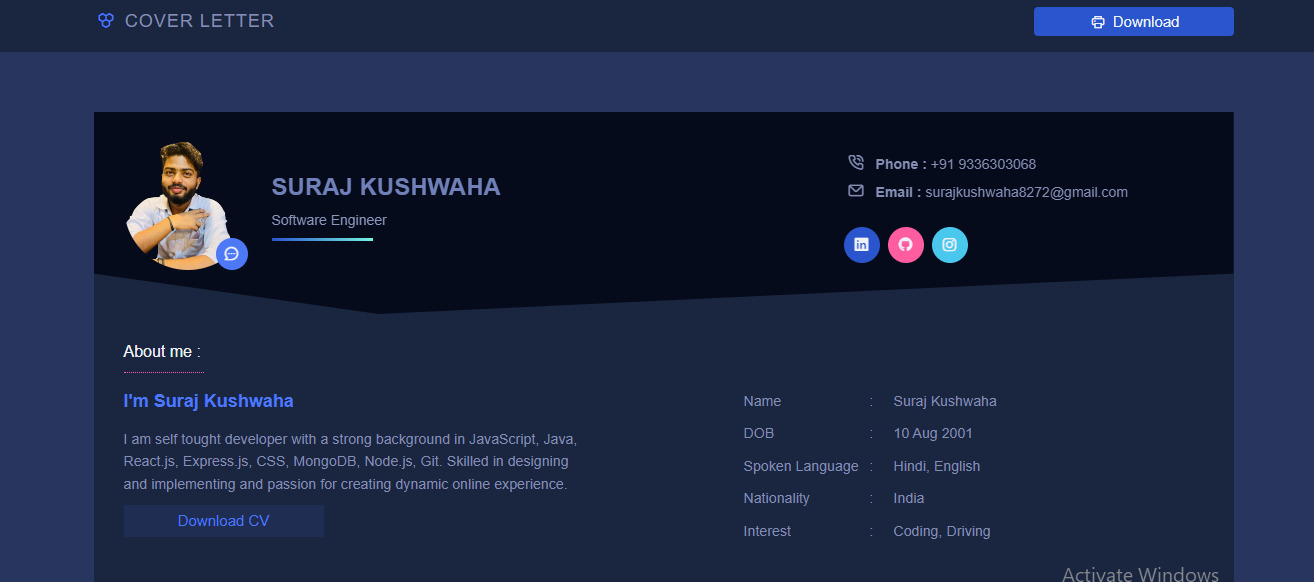 COVER LETTER
Download
SURAJ KUSHWAHA
Software Engineer
Phone : +91 9336303068
Email : surajkushwaha8272@gmail.com
in
About me :
I'm Suraj Kushwaha
I am self tought developer with a strong background in JavaScript, Java,
React.js, Express.js, CSS, MongoDB, Node.js, Git. Skilled in designing
and implementing and passion for creating dynamic online experience.
Download CV
Name : Suraj Kushwaha
DOB : 10 Aug 2001
Spoken Language : Hindi, English
Nationality : India
Interest : Coding, Driving
Activate Windows